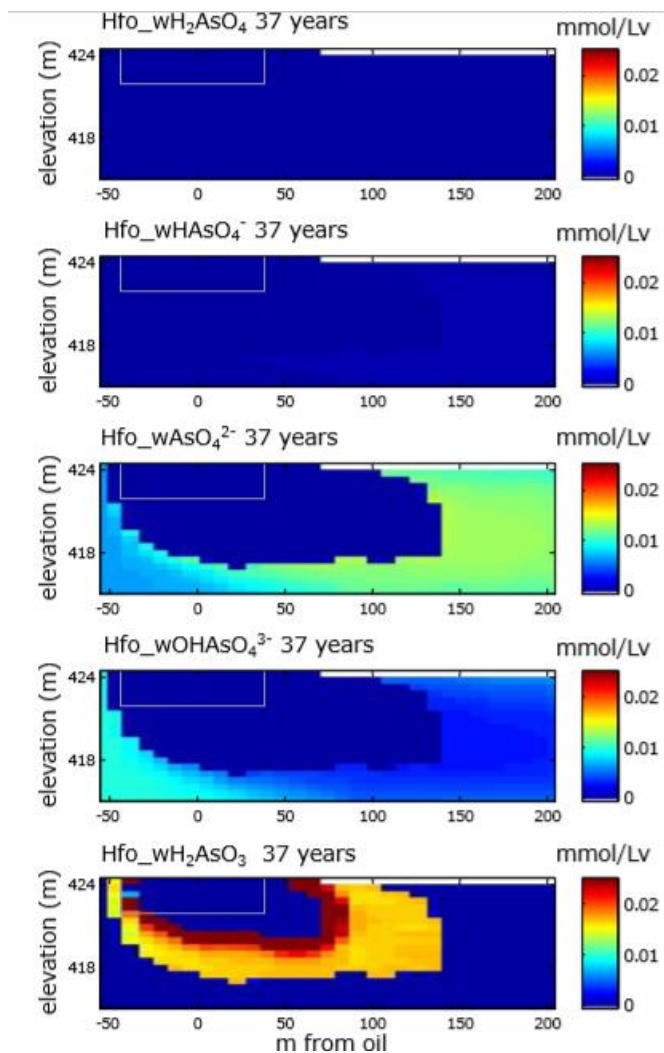 Hfo_wH₂AsO₄ 37 years
mmol/Lv
elevation (m)
424
418
0.02
0.01
0
-50 0 50 100 150 200
Hfo_wHAsO₄⁻ 37 years
mmol/Lv
elevation (m)
424
418
0.02
0.01
0
-50 0 50 100 150 200
Hfo_wAsO₄²⁻ 37 years
mmol/Lv
elevation (m)
424
418
0.02
0.01
0
-50 0 50 100 150 200
Hfo_wOHAsO₄³⁻ 37 years
mmol/Lv
elevation (m)
424
418
0.02
0.01
0
-50 0 50 100 150 200
Hfo_wH₂AsO₃ 37 years
mmol/Lv
elevation (m)
424
418
0.02
0.01
0
-50 0 50 100 150 200
m from oil